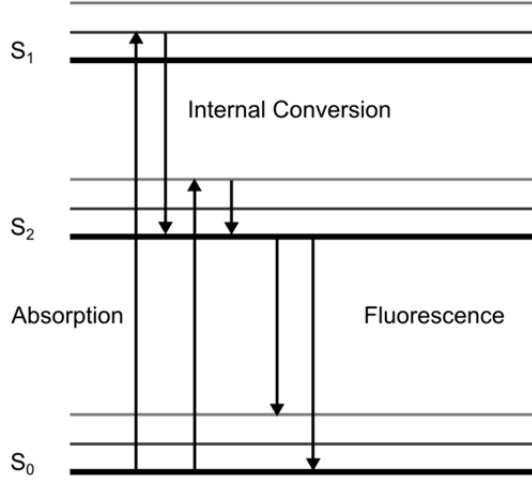 S1
Internal Conversion
S2
Absorption
Fluorescence
S0